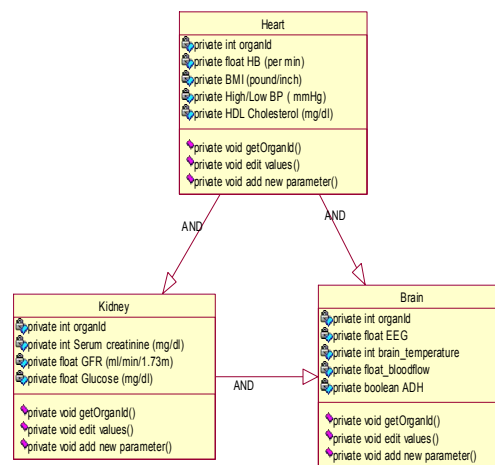 Heart
private int organId
private float HB (per min)
private BMI (pound/inch)
private High/Low BP ( mmHg)
private HDL Cholesterol (mg/dl)
private void getOrganId()
private void edit values()
private void add new parameter()
AND
AND
Kidney
private int organId
private int Serum creatinine (mg/dl)
private float GFR (ml/min/1.73m)
private float Glucose (mg/dl)
private void getOrganId()
private void edit values()
private void add new parameter()
AND
Brain
private int organId
private float EEG
private int brain_temperature
private float_bloodflow
private boolean ADH
private void getOrganId()
private void edit values()
private void add new parameter()